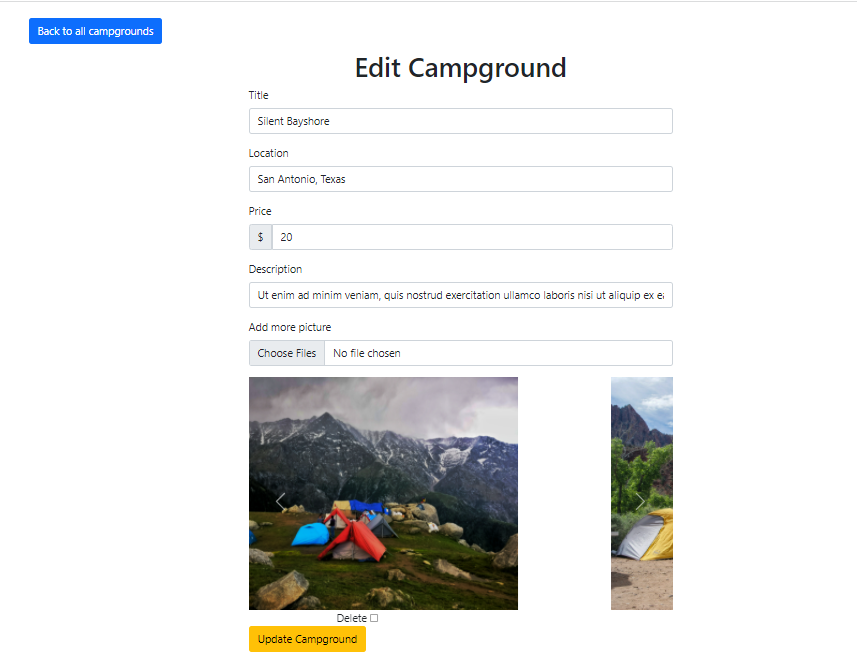 Back to all campgrounds
Edit Campground
Title
Silent Bayshore
Location
San Antonio, Texas
Price
$ 20
Description
Ut enim ad minim veniam, quis nostrud exercitation ullamco laboris nisi ut aliquip ex ea
Add more picture
Choose Files No file chosen
Delete
Update Campground